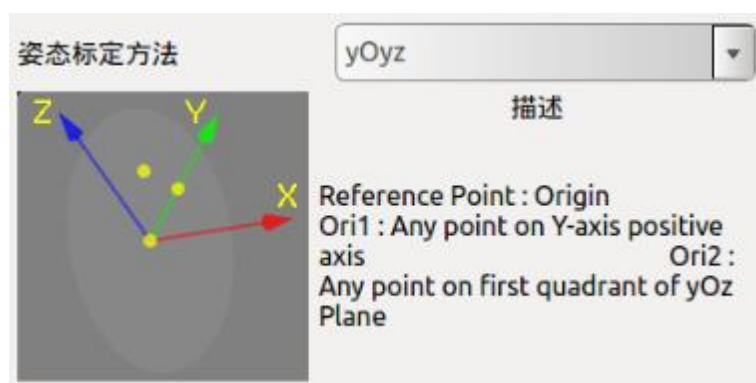 姿态标定方法
yOyz
描述
Z
Y
X
Reference Point : Origin
Ori1 : Any point on Y-axis positive
axis Ori2 :
Any point on first quadrant of yOz
Plane